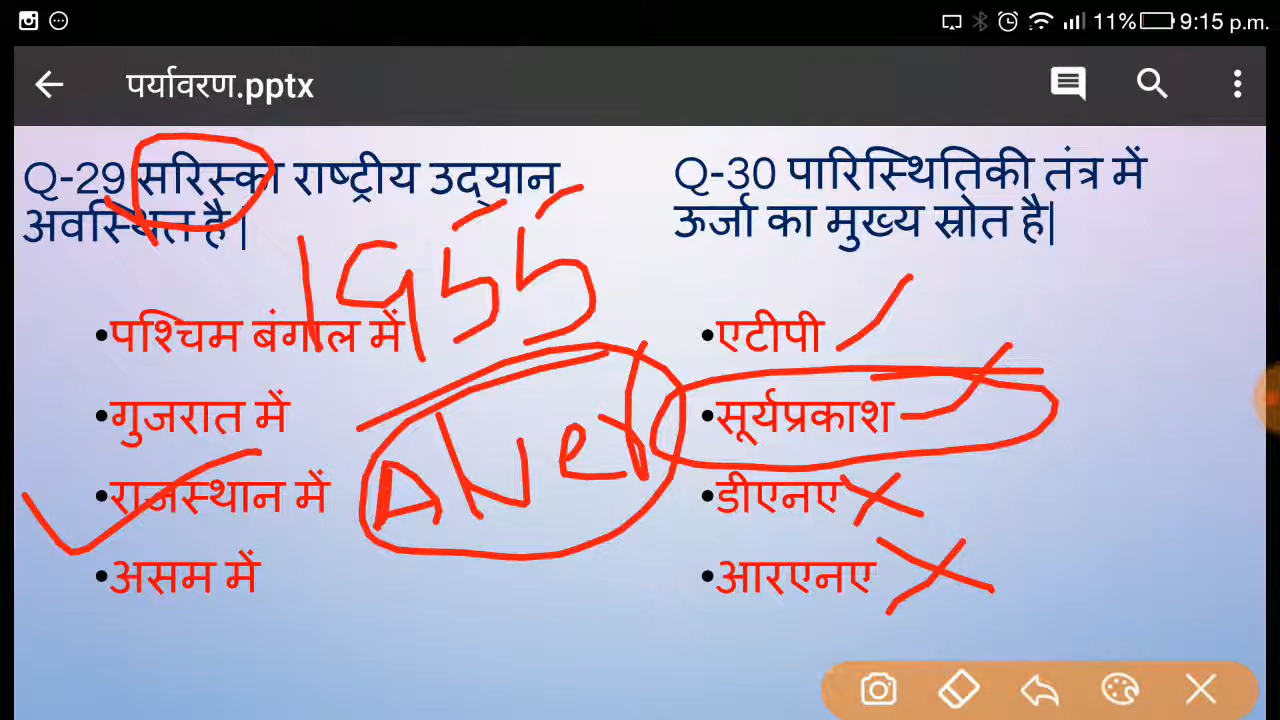 11% 9:15 p.m.
पर्यावरण.pptx
Q-29 सरिस्का राष्ट्रीय उद्यान
अवस्थित है|
1955
•पश्चिम बंगाल में
•गुजरात में
•राजस्थान में
•असम में
Alwer
Q-30 पारिस्थितिकी तंत्र में
ऊर्जा का मुख्य स्रोत है|
•एटीपी
•सूर्यप्रकाश
•डीएनए
•आरएनए